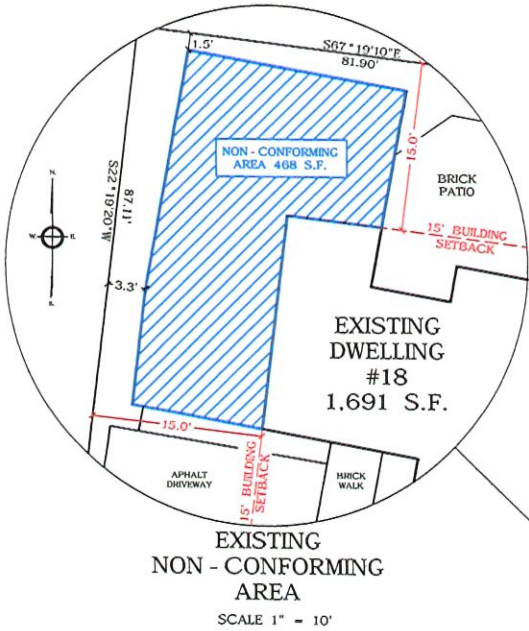 1.5'
S67°19'10"E
81.90'
NON - CONFORMING
AREA 468 S.F.
15.0'
BRICK
PATIO
S22°19'20"W
87.11'
N.
W.
E.
S.
15' BUILDING
SETBACK
3.3'
EXISTING
DWELLING
#18
1,691 S.F.
15.0'
APHALT
DRIVEWAY
15' BUILDING
SETBACK
BRICK
WALK
EXISTING
NON - CONFORMING
AREA
SCALE 1" = 10'